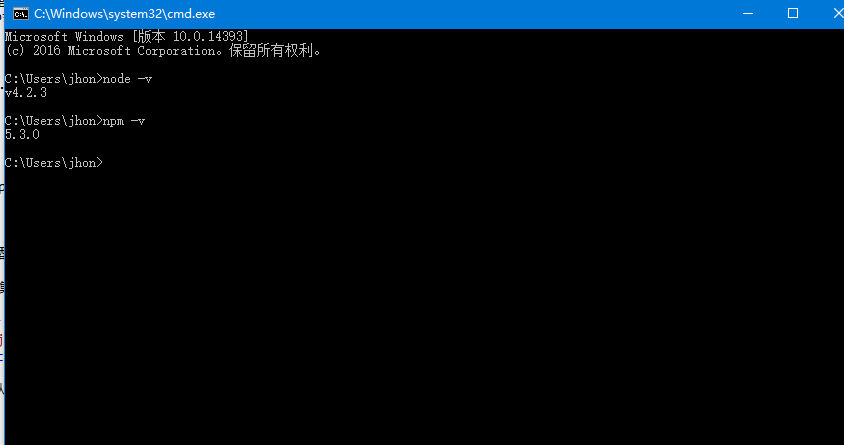 C:\Windows\system32\cmd.exe
Microsoft Windows [版本 10.0.14393]
(c) 2016 Microsoft Corporation。保留所有权利。
C:\Users\jhon>node -v
v4.2.3
C:\Users\jhon>npm -v
5.3.0
C:\Users\jhon>